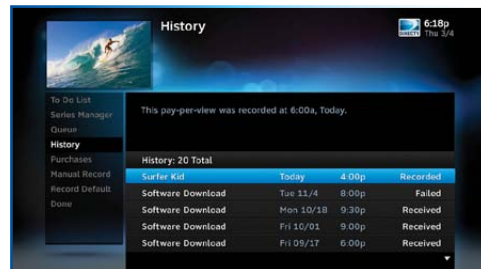 History
DIRECTV
6:18p
Thu 3/4
To Do List
Series Manager
Queue
History
Purchases
Manual Record
Record Default
Done
This pay-per-view was recorded at 6:00a, Today.
History: 20 Total
Surfer Kid Today 4:00p Recorded
Software Download Tue 11/4 8:00p Failed
Software Download Mon 10/18 9:30p Received
Software Download Fri 10/01 9:00p Received
Software Download Fri 09/17 6:00p Received